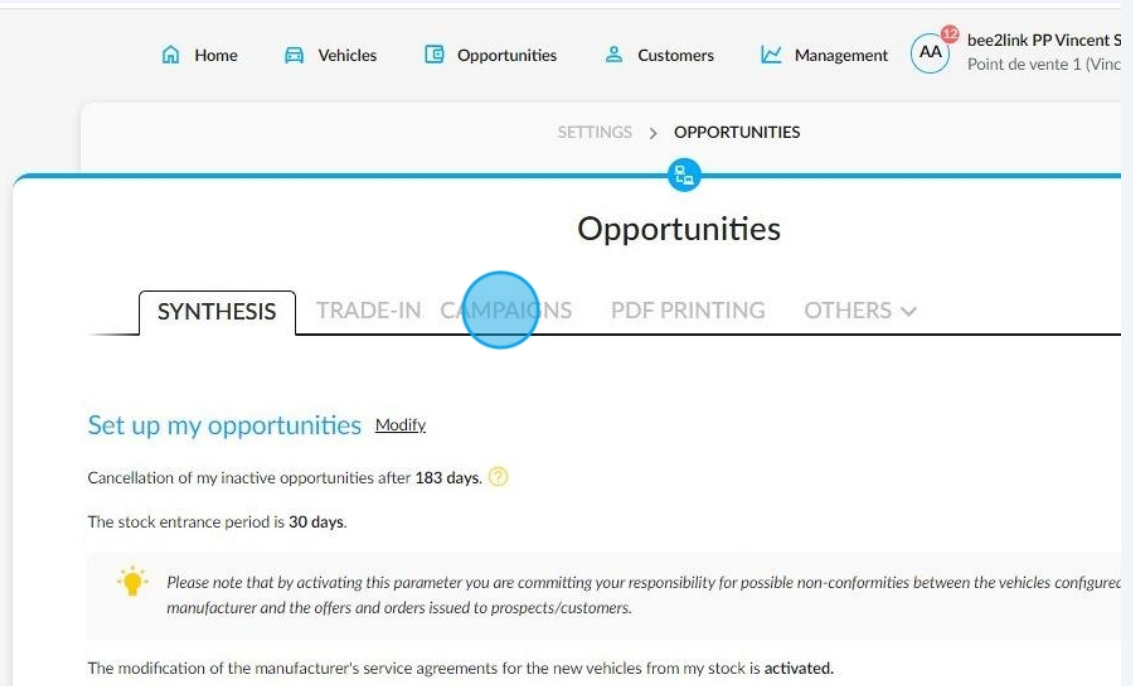 Home Vehicles Opportunities Customers Management AA 12 bee2link PP Vincent S
Point de vente 1 (Vinc
SETTINGS > OPPORTUNITIES
Opportunities
SYNTHESIS TRADE-IN CAMPAIGNS PDF PRINTING OTHERS
Set up my opportunities Modify
Cancellation of my inactive opportunities after 183 days. ?
The stock entrance period is 30 days.
Please note that by activating this parameter you are committing your responsibility for possible non-conformities between the vehicles configured
manufacturer and the offers and orders issued to prospects/customers.
The modification of the manufacturer's service agreements for the new vehicles from my stock is activated.